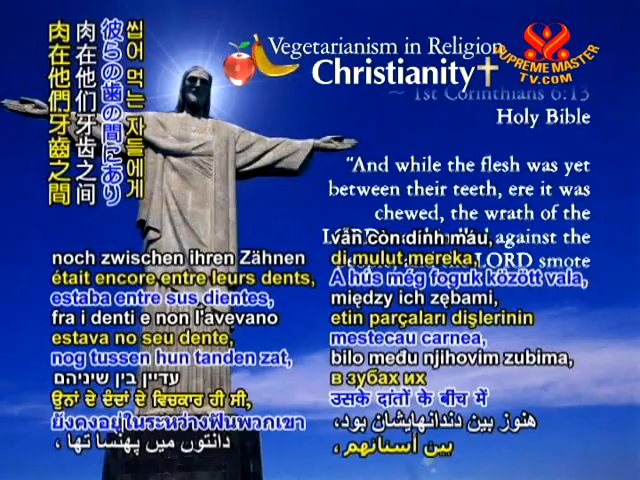 Vegetarianism in Religion
Christianity
SUPREME MASTER
TV.COM
~ 1st Corinthians 6:13
Holy Bible
“And while the flesh was yet
between their teeth, ere it was
chewed, the wrath of the
against the
LORD smote
씹어 먹는 자들에게
彼らの歯の間にあり
肉在他们牙齿之间
肉在他們牙齒之間
noch zwischen ihren Zähnen
était encore entre leurs dents,
estaba entre sus dientes,
fra i denti e non l'avevano
estava no seu dente,
nog tussen hun tanden zat,
עדיין בין שיניהם
ਉਨਾਂ ਦੇ ਦੰਦਾਂ ਦੇ ਵਿਚਕਾਰ ਹੀ ਸੀ,
ยังคงอยู่ในระหว่างฟันพวกเขา
دانتوں میں پھنسا تھا ،
vẫn còn dính máu,
di mulut mereka,
A hús még foguk között vala,
między ich zębami,
etin parçaları dişlerinin
mestecau carnea,
bilo među njihovim zubima,
в зубах их
उसके दांतों के बीच में
هنوز بین دندانهایشان بود،
بين أسنائهم ،